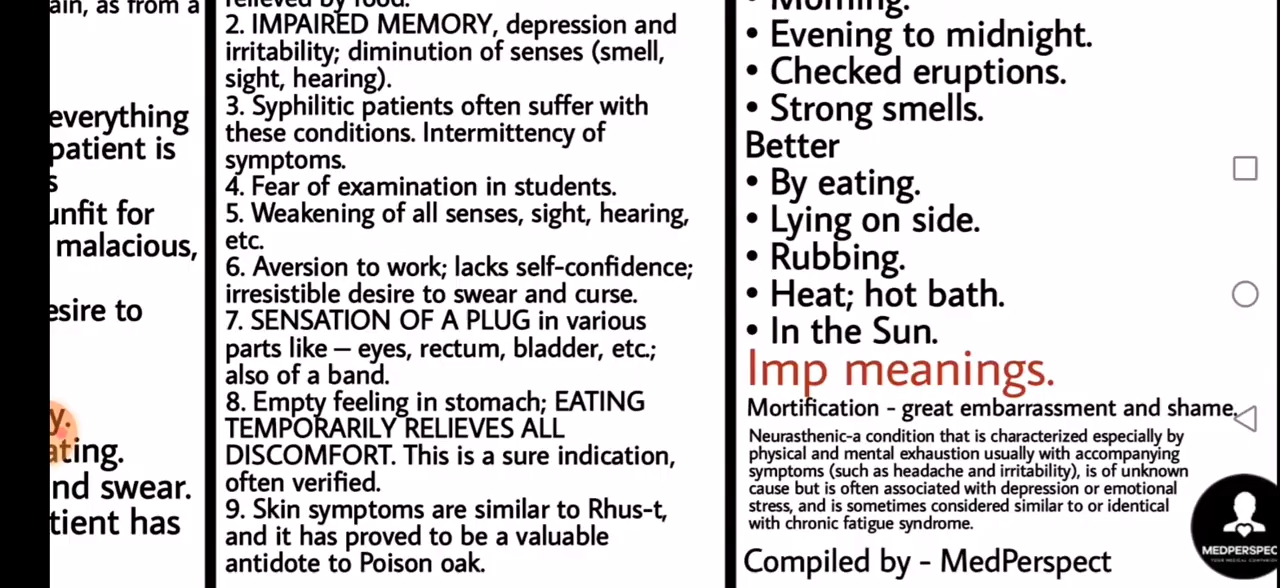 ain, as from a
everything
patient is
s
unfit for
malacious,
esire to
y.
ating.
nd swear.
tient has
relieved by food.
2. IMPAIRED MEMORY, depression and
irritability; diminution of senses (smell,
sight, hearing).
3. Syphilitic patients often suffer with
these conditions. Intermittency of
symptoms.
4. Fear of examination in students.
5. Weakening of all senses, sight, hearing,
etc.
6. Aversion to work; lacks self-confidence;
irresistible desire to swear and curse.
7. SENSATION OF A PLUG in various
parts like – eyes, rectum, bladder, etc.;
also of a band.
8. Empty feeling in stomach; EATING
TEMPORARILY RELIEVES ALL
DISCOMFORT. This is a sure indication,
often verified.
9. Skin symptoms are similar to Rhus-t,
and it has proved to be a valuable
antidote to Poison oak.
• Morning.
• Evening to midnight.
• Checked eruptions.
• Strong smells.
Better
• By eating.
• Lying on side.
• Rubbing.
• Heat; hot bath.
• In the Sun.
Imp meanings.
Mortification - great embarrassment and shame.
Neurasthenic-a condition that is characterized especially by
physical and mental exhaustion usually with accompanying
symptoms (such as headache and irritability), is of unknown
cause but is often associated with depression or emotional
stress, and is sometimes considered similar to or identical
with chronic fatigue syndrome.
Compiled by - MedPerspect
MEDPERSPEC